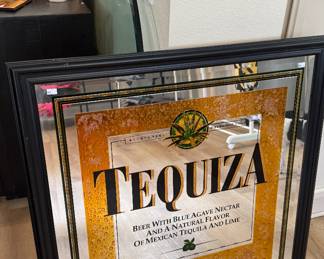 TEQUIZA
BEER WITH BLUE AGAVE NECTAR
AND A NATURAL FLAVOR
OF MEXICAN TEQUILA AND LIME